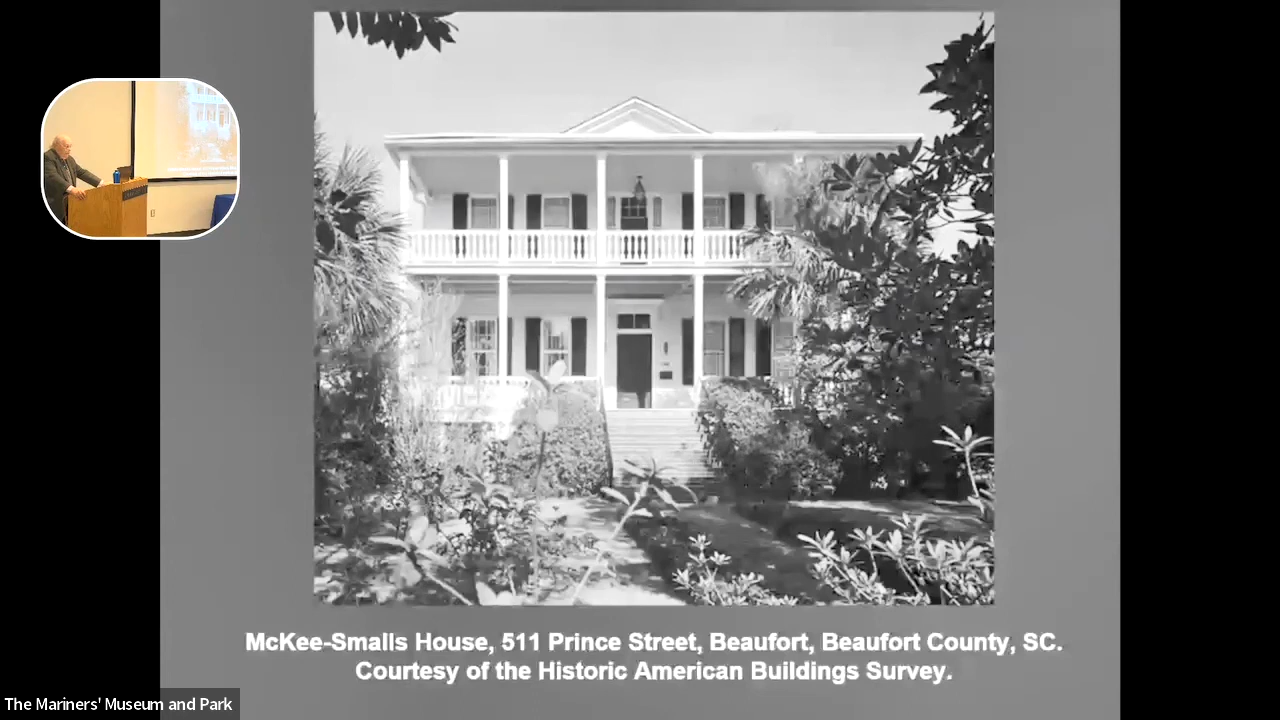 McKee-Smalls House, 511 Prince Street, Beaufort, Beaufort County, SC.
Courtesy of the Historic American Buildings Survey.
The Mariners' Museum and Park